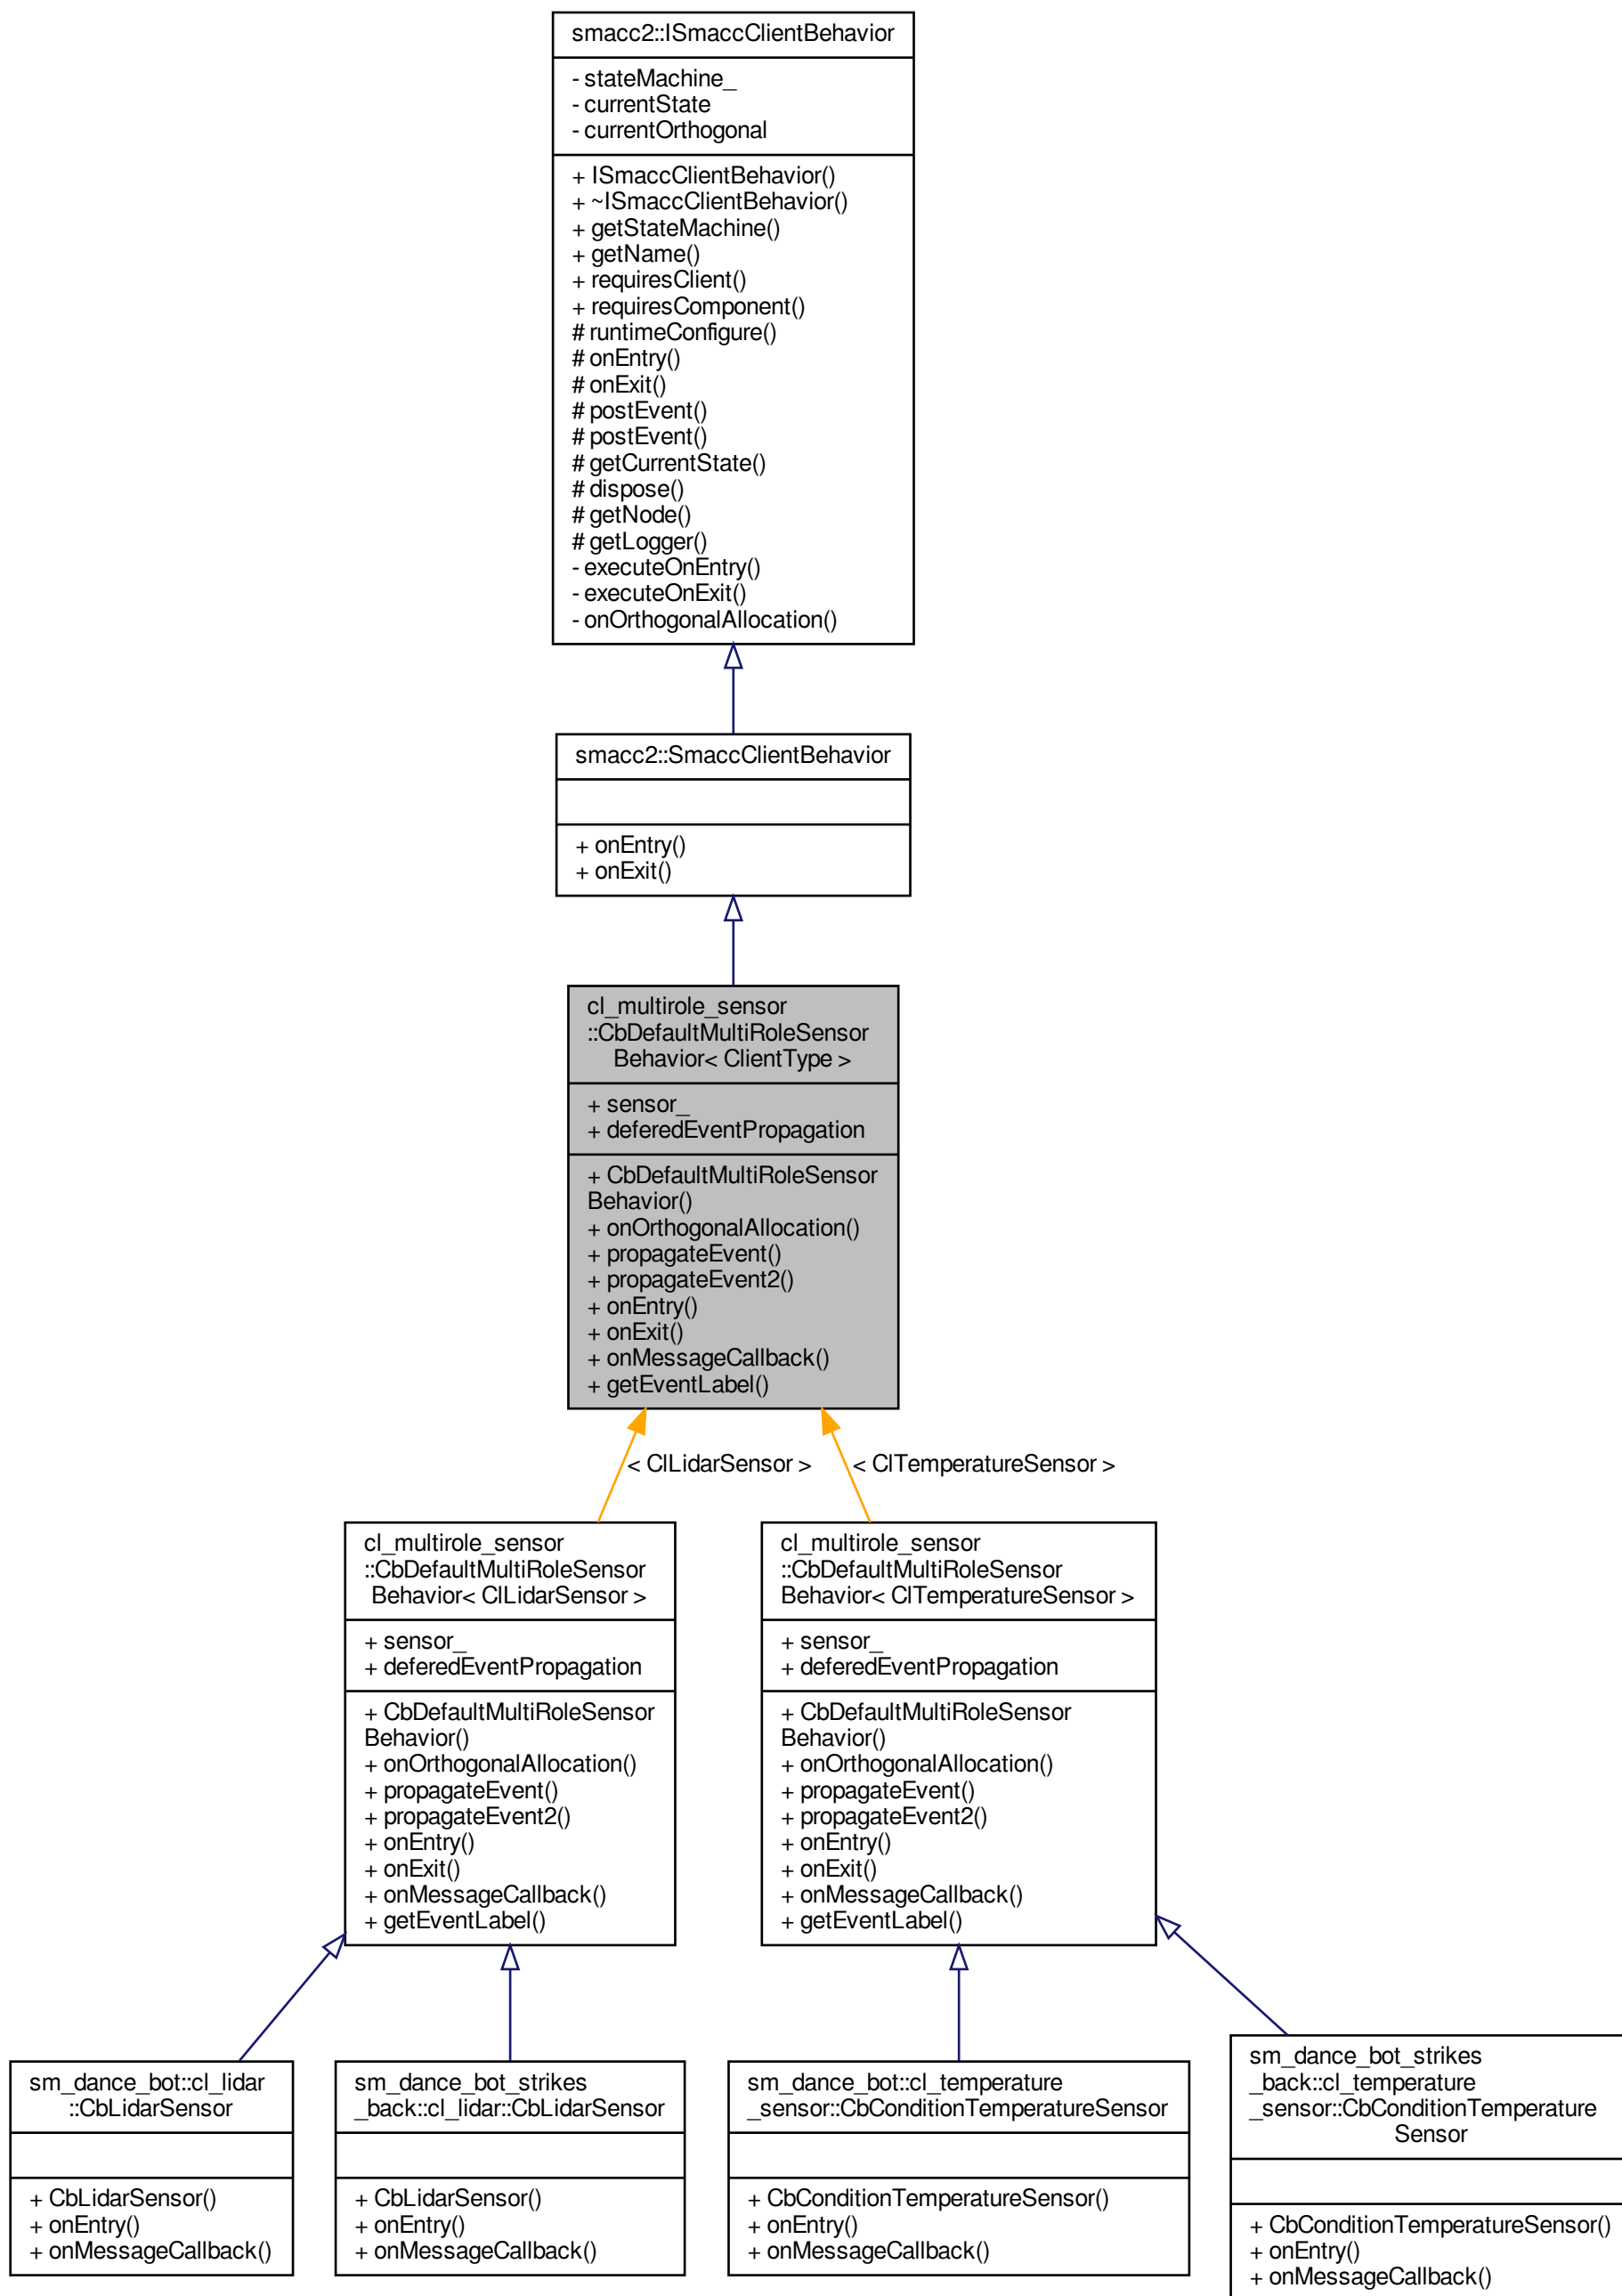 smacc2::ISmaccClientBehavior
- stateMachine_
- currentState
- currentOrthogonal
+ ISmaccClientBehavior()
+ ~ISmaccClientBehavior()
+ getStateMachine()
+ getName()
+ requiresClient()
+ requiresComponent()
# runtimeConfigure()
# onEntry()
# onExit()
# postEvent()
# postEvent()
# getCurrentState()
# dispose()
# getNode()
# getLogger()
- executeOnEntry()
- executeOnExit()
- onOrthogonalAllocation()
smacc2::SmaccClientBehavior
+ onEntry()
+ onExit()
cl_multirole_sensor
::CbDefaultMultiRoleSensor
Behavior< ClientType >
+ sensor_
+ deferedEventPropagation
+ CbDefaultMultiRoleSensor
Behavior()
+ onOrthogonalAllocation()
+ propagateEvent()
+ propagateEvent2()
+ onEntry()
+ onExit()
+ onMessageCallback()
+ getEventLabel()
< ClLidarSensor >
< ClTemperatureSensor >
cl_multirole_sensor
::CbDefaultMultiRoleSensor
Behavior< ClLidarSensor >
+ sensor_
+ deferedEventPropagation
+ CbDefaultMultiRoleSensor
Behavior()
+ onOrthogonalAllocation()
+ propagateEvent()
+ propagateEvent2()
+ onEntry()
+ onExit()
+ onMessageCallback()
+ getEventLabel()
cl_multirole_sensor
::CbDefaultMultiRoleSensor
Behavior< ClTemperatureSensor >
+ sensor_
+ deferedEventPropagation
+ CbDefaultMultiRoleSensor
Behavior()
+ onOrthogonalAllocation()
+ propagateEvent()
+ propagateEvent2()
+ onEntry()
+ onExit()
+ onMessageCallback()
+ getEventLabel()
sm_dance_bot::cl_lidar
::CbLidarSensor
+ CbLidarSensor()
+ onEntry()
+ onMessageCallback()
sm_dance_bot_strikes
_back::cl_lidar::CbLidarSensor
+ CbLidarSensor()
+ onEntry()
+ onMessageCallback()
sm_dance_bot::cl_temperature
_sensor::CbConditionTemperatureSensor
+ CbConditionTemperatureSensor()
+ onEntry()
+ onMessageCallback()
sm_dance_bot_strikes
_back::cl_temperature
_sensor::CbConditionTemperature
Sensor
+ CbConditionTemperatureSensor()
+ onEntry()
+ onMessageCallback()